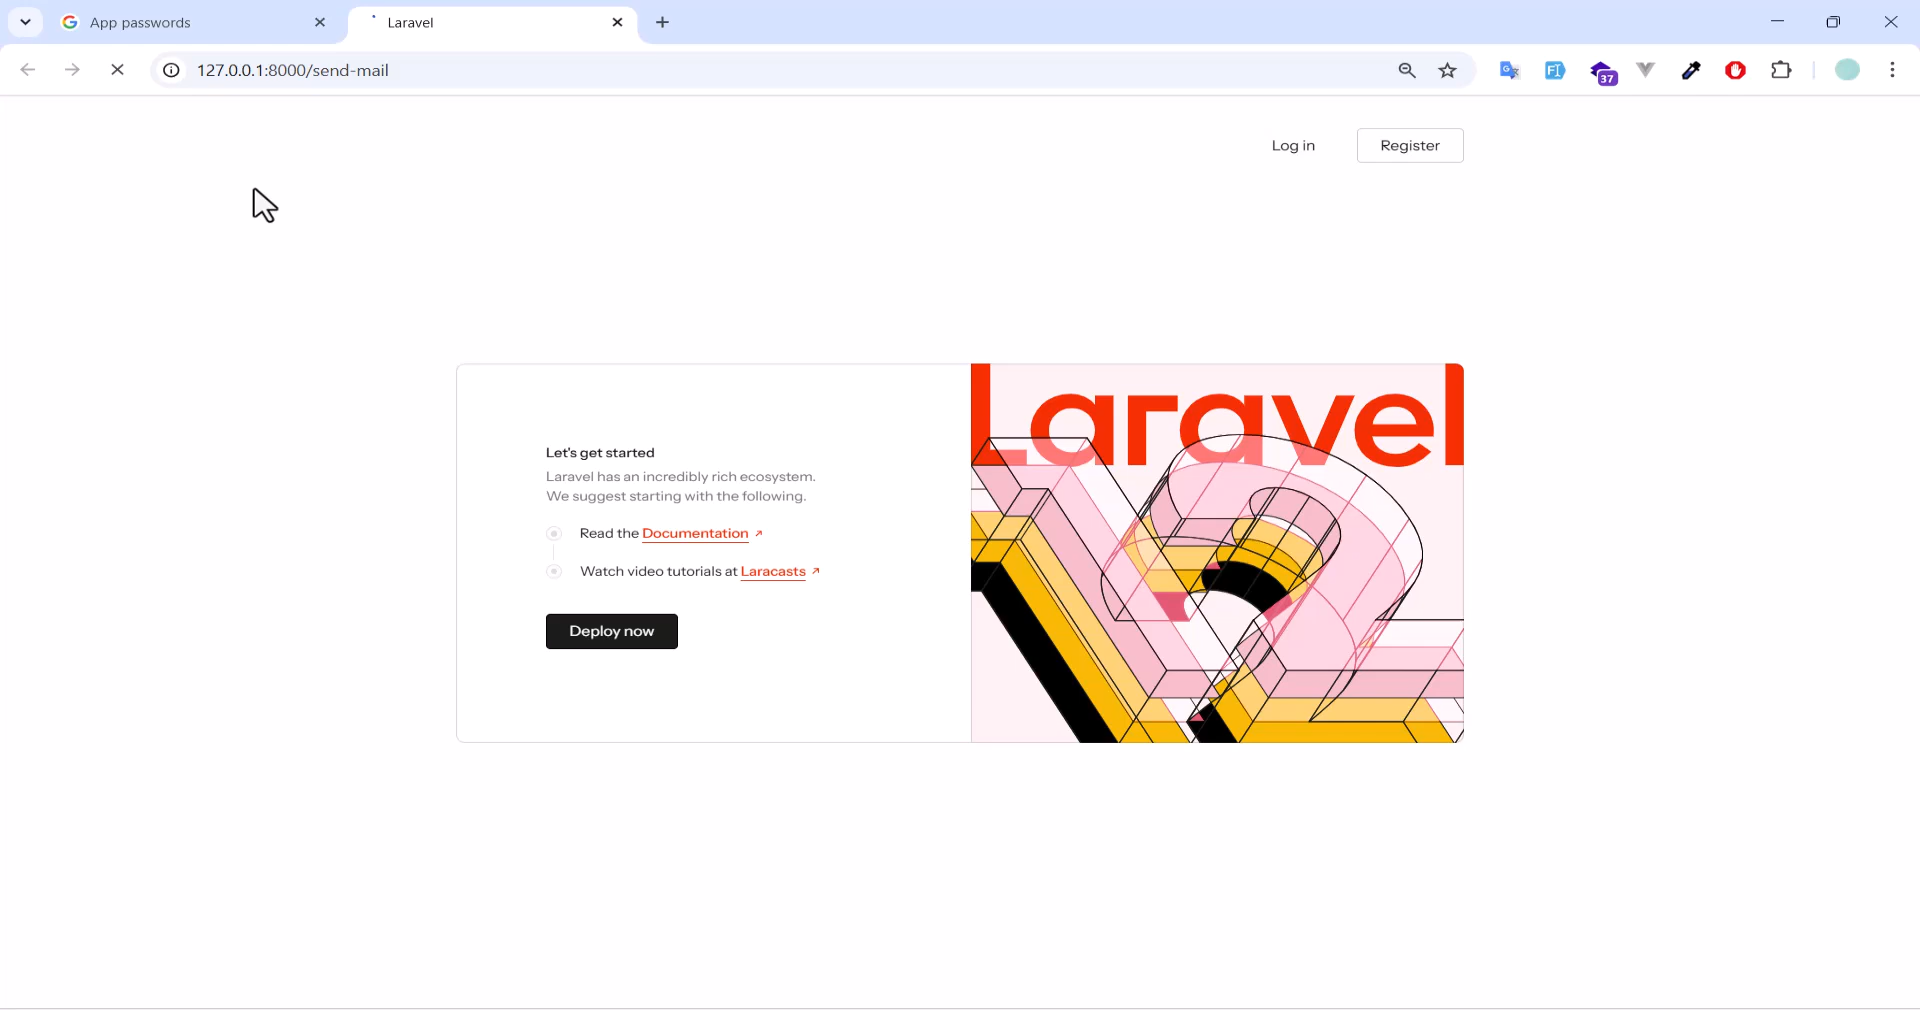 App passwords
Laravel
127.0.0.1:8000/send-mail
37
Log in
Register
Let's get started
Laravel has an incredibly rich ecosystem.
We suggest starting with the following.
Read the Documentation
Watch video tutorials at Laracasts
Deploy now
Laravel